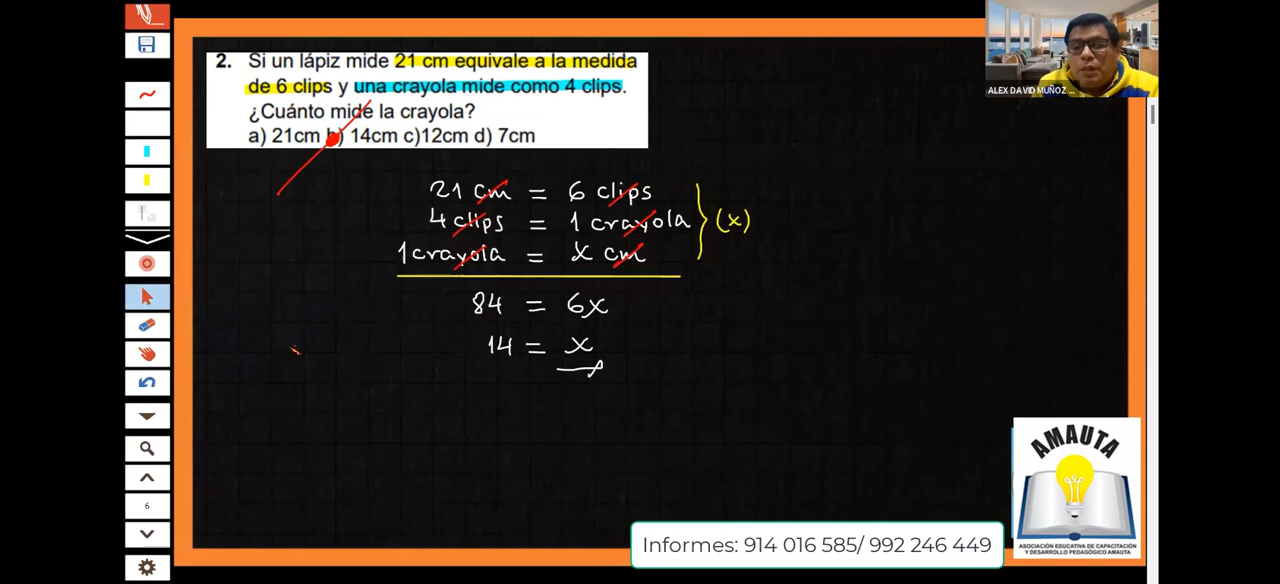 ALEX DAVID MUÑOZ ...
2. Si un lápiz mide 21 cm equivale a la medida
de 6 clips y una crayola mide como 4 clips.
¿Cuánto mide la crayola?
a) 21cm b) 14cm c)12cm d) 7cm
21 cm = 6 clips
4 clips = 1 crayola
1 crayola = x cm
(x)
84 = 6x
14 = x
6
AMAUTA
ASOCIACIÓN EDUCATIVA DE CAPACITACIÓN
Y DESARROLLO PEDAGÓGICO AMAUTA
Informes: 914 016 585/ 992 246 449